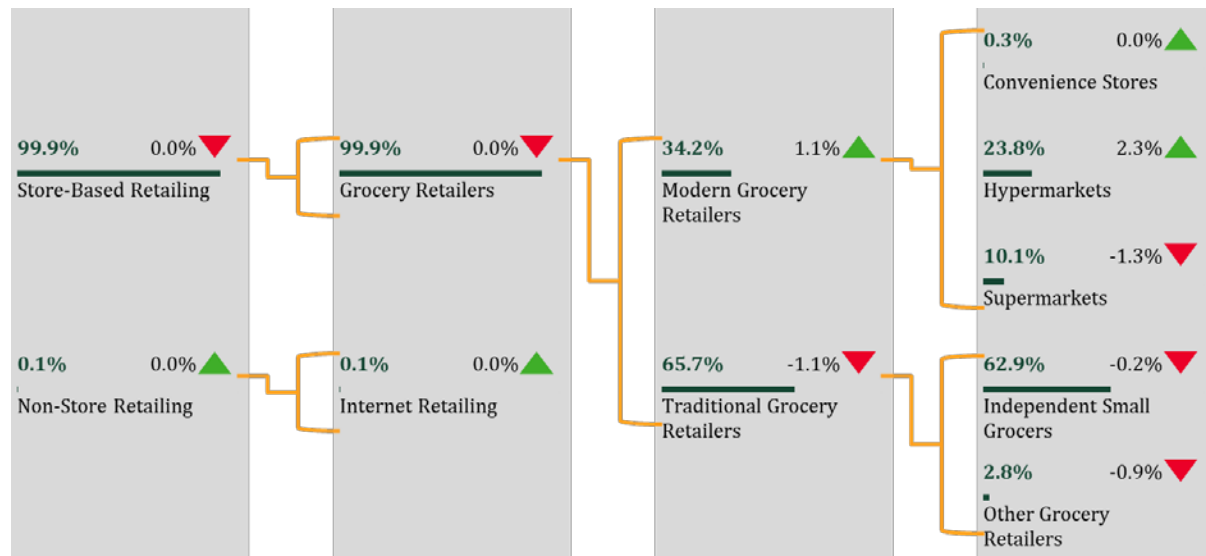 99.9% 0.0%
Store-Based Retailing
0.1% 0.0%
Non-Store Retailing
99.9% 0.0%
Grocery Retailers
0.1% 0.0%
Internet Retailing
34.2% 1.1%
Modern Grocery
Retailers
65.7% -1.1%
Traditional Grocery
Retailers
0.3% 0.0%
Convenience Stores
23.8% 2.3%
Hypermarkets
10.1% -1.3%
Supermarkets
62.9% -0.2%
Independent Small
Grocers
2.8% -0.9%
Other Grocery
Retailers